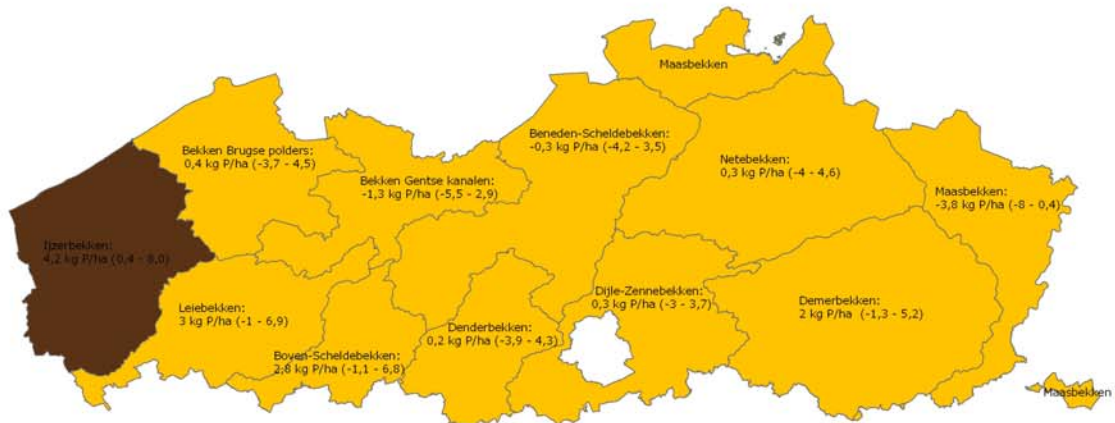 Maasbekken
Beneden-Scheldebekken:
-0,3 kg P/ha (-4,2 - 3,5)
Bekken Brugse polders:
0,4 kg P/ha (-3,7 - 4,5)
Netebekken:
0,3 kg P/ha (-4 - 4,6)
Bekken Gentse kanalen:
-1,3 kg P/ha (-5,5 - 2,9)
Maasbekken:
-3,8 kg P/ha (-8 - 0,4)
Ijzerbekken:
4,2 kg P/ha (0,4 - 8,0)
Dijle-Zennebekken:
0,3 kg P/ha (-3 - 3,7)
Leiebekken:
3 kg P/ha (-1 - 6,9)
Demerbekken:
2 kg P/ha (-1,3 - 5,2)
Denderbekken:
0,2 kg P/ha (-3,9 - 4,3)
Boven-Scheldebekken:
2,8 kg P/ha (-1,1 - 6,8)
Maasbekken